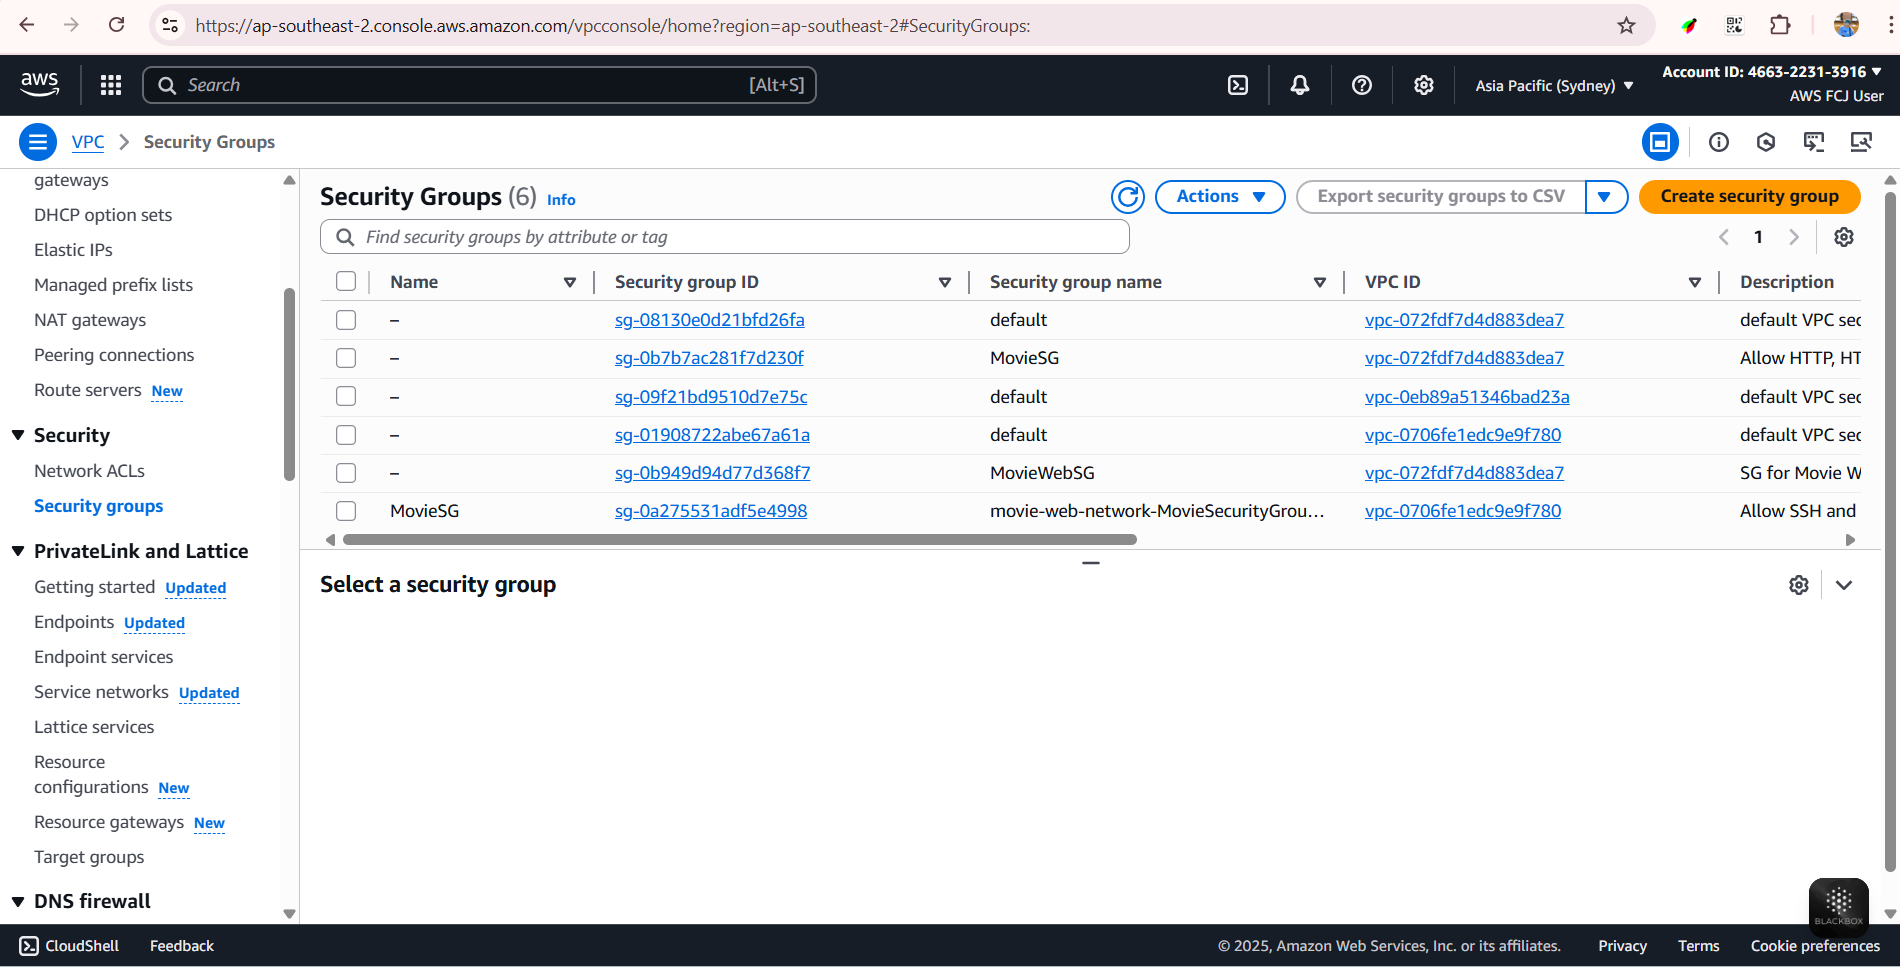 https://ap-southeast-2.console.aws.amazon.com/vpcconsole/home?region=ap-southeast-2#SecurityGroups:
aws
Search [Alt+S]
Asia Pacific (Sydney)
Account ID: 4663-2231-3916
AWS FCJ User
VPC Security Groups
gateways
DHCP option sets
Elastic IPs
Managed prefix lists
NAT gateways
Peering connections
Route servers New
Security
Network ACLs
Security groups
PrivateLink and Lattice
Getting started Updated
Endpoints Updated
Endpoint services
Service networks Updated
Lattice services
Resource
configurations New
Resource gateways New
Target groups
DNS firewall
Security Groups (6) Info
Actions
Export security groups to CSV
Create security group
Find security groups by attribute or tag
1
Name Security group ID Security group name VPC ID Description
– sg-08130e0d21bfd26fa default vpc-072fdf7d4d883dea7 default VPC sec
– sg-0b7b7ac281f7d230f MovieSG vpc-072fdf7d4d883dea7 Allow HTTP, HT
– sg-09f21bd9510d7e75c default vpc-0eb89a51346bad23a default VPC sec
– sg-01908722abe67a61a default vpc-0706fe1edc9e9f780 default VPC sec
– sg-0b949d94d77d368f7 MovieWebSG vpc-072fdf7d4d883dea7 SG for Movie W
MovieSG sg-0a275531adf5e4998 movie-web-network-MovieSecurityGrou... vpc-0706fe1edc9e9f780 Allow SSH and
Select a security group
BLACKBOX
CloudShell Feedback
© 2025, Amazon Web Services, Inc. or its affiliates. Privacy Terms Cookie preferences